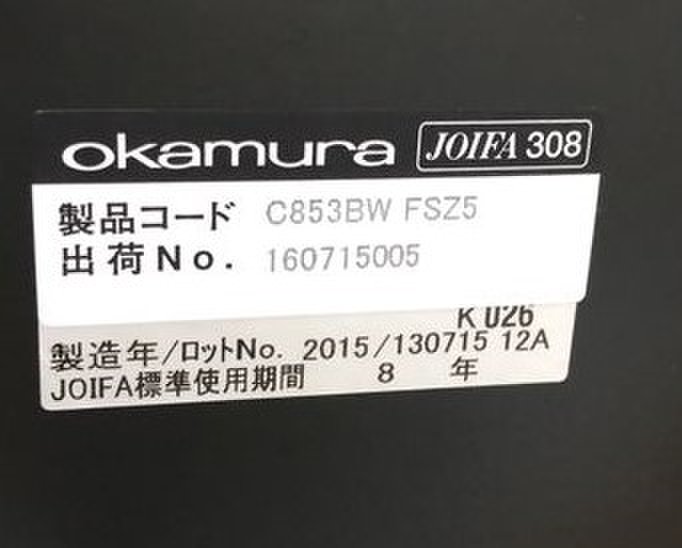 okamura JOIFA 308
製品コード C853BW FSZ5
出荷No. 160715005
K 026
製造年/ロットNo. 2015/130715 12A
JOIFA標準使用期間 8 年